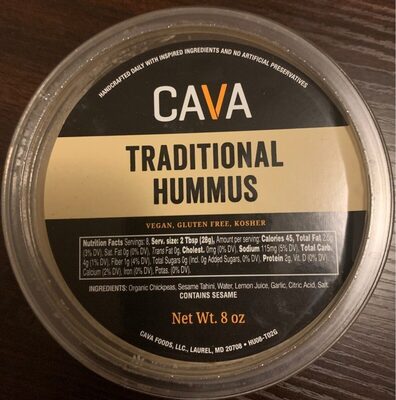 HANDCRAFTED DAILY WITH INSPIRED INGREDIENTS AND NO ARTIFICIAL PRESERVATIVES
CAVA
TRADITIONAL
HUMMUS
VEGAN, GLUTEN FREE, KOSHER
Nutrition Facts Servings: 8, Serv. size: 2 Tbsp (28g), Amount per serving: Calories 45, Total Fat
(3% DV), Sat. Fat 0g (0% DV), Trans Fat 0g, Cholest. 0mg (0% DV), Sodium 115mg (5% DV), Total Carb.
4g (1% DV), Fiber 1g (4% DV), Total Sugars 0g (Incl. 0g Added Sugars, 0% DV), Protein 2g, Vit. D (0% DV),
Calcium (2% DV), Iron (0% DV), Potas. (0% DV).
INGREDIENTS: Organic Chickpeas, Sesame Tahini, Water, Lemon Juice, Garlic, Citric Acid, Salt.
CONTAINS SESAME
Net Wt. 8 oz
CAVA FOODS, LLC., LAUREL, MD 20708 • HU08-T02G